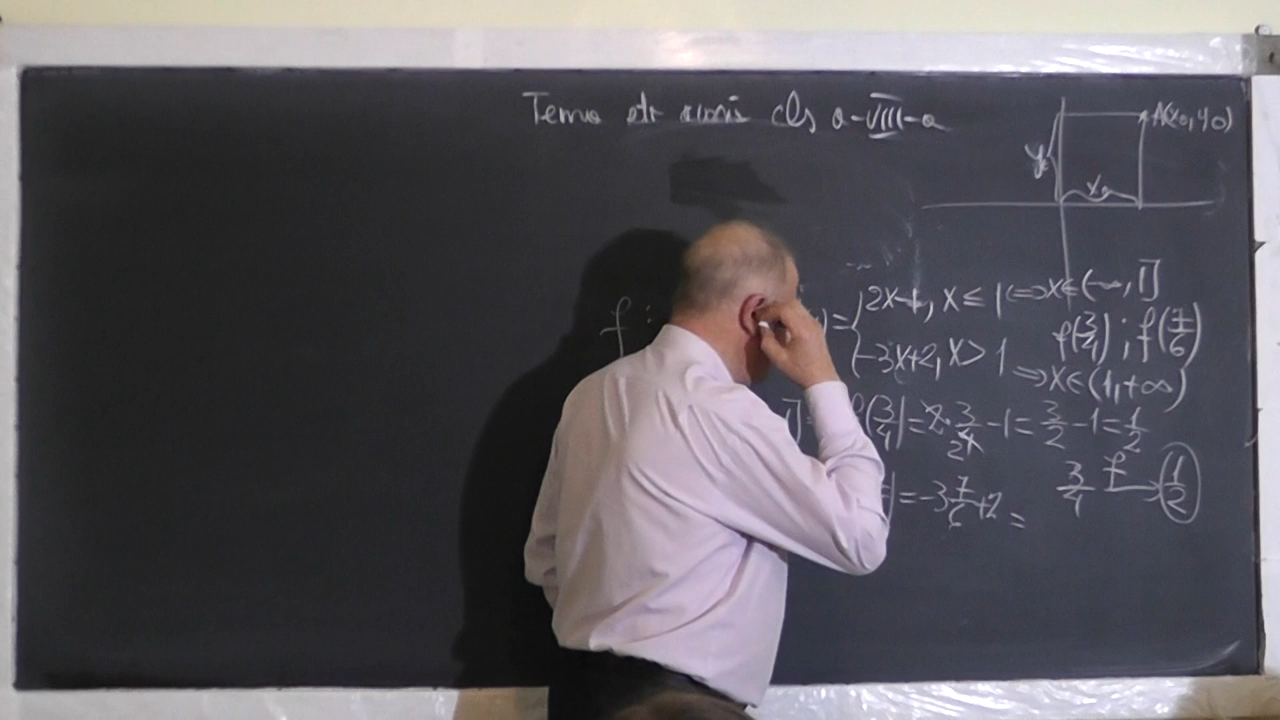 Tema ptr cls a-VIII-a
A(x0, y0)
y0
x0
f :
) = { 2x-1, x ≤ 1 ⇔ x∈(-∞, 1]
-3x+2, x > 1 ⇒ x∈(1, +∞)
f(3/4) ; f(7/6)
1] ⇒ f(3/4) = 2·3/4 - 1 = 3/2 - 1 = 1/2
3/4 f→ 1/2
= -3 7/6 + 2 =